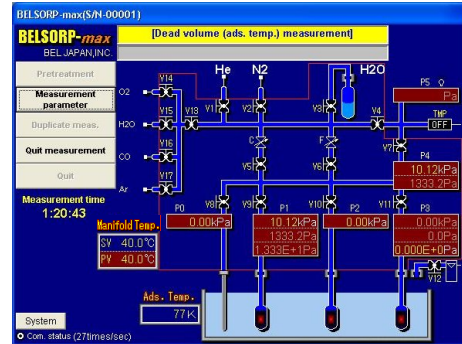 BELSORP-max(S/N-00001)
BELSORP-max
BEL JAPAN,INC.
[Dead volume (ads. temp.) measurement]
Pretreatment
Measurement
parameter
Duplicate meas.
Quit measurement
Quit
Measurement time
1:20:43
He N2 H2O
V14
O2
V15 V13 V1 V2 V3 V4
H2O
V16
CO
V17
Ar
C F
V5 V6 V7
P5 O
Pa
TMP
OFF
P4
10.12kPa
1333.2Pa
V8 V9 V10 V11
P0 P1 P2 P3
0.00kPa 10.12kPa 0.00kPa 0.00kPa
1333.2Pa 0.0Pa
1.333E+1Pa 0.000E+0Pa
V12
Manifold Temp.
SV 40.0℃
PV 40.0℃
Ads. Temp.
77K
System
Com. status (27times/sec)